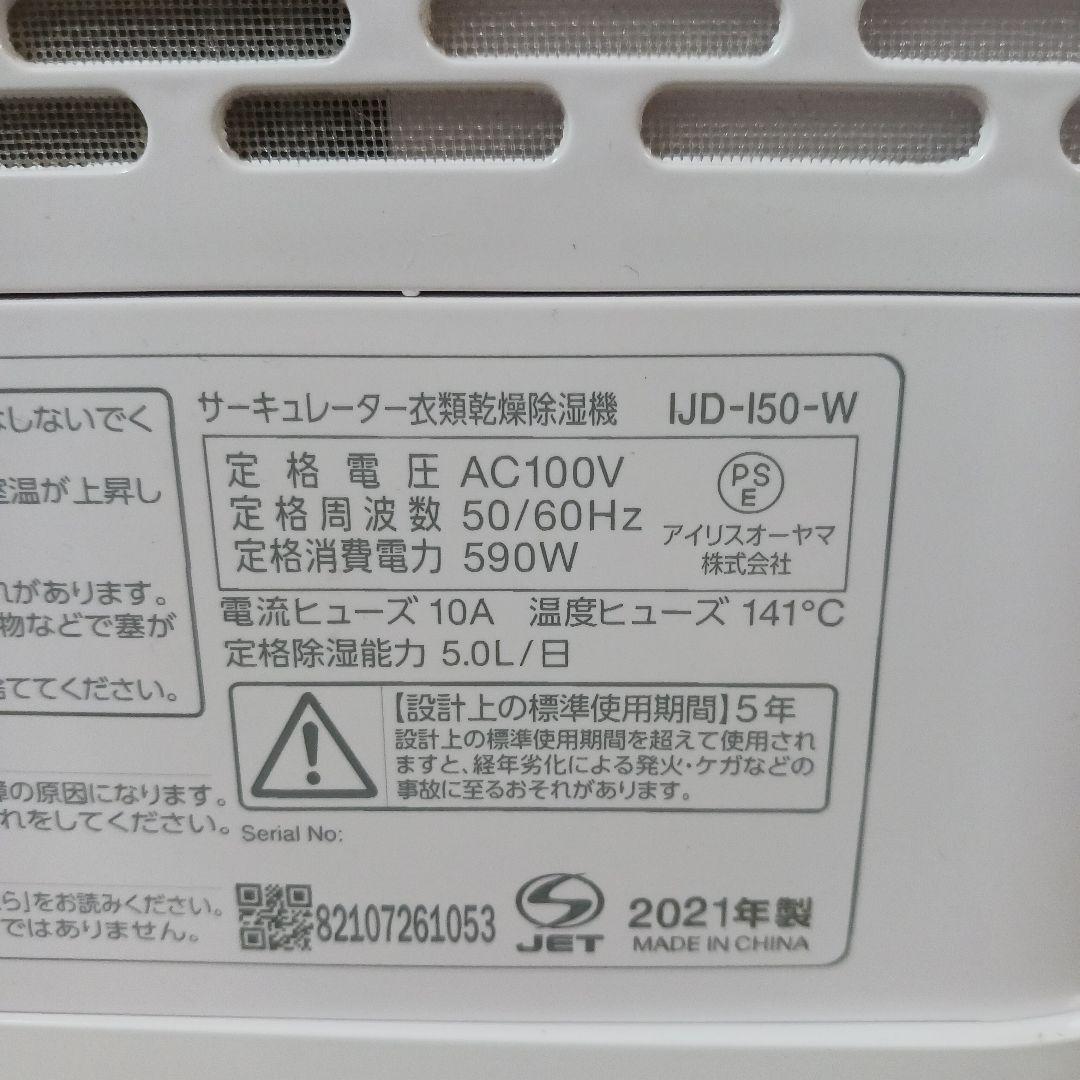 なしないでく
室温が上昇し
れがあります。
物などで塞が
捨ててください。
障の原因になります。
れをしてください。
ら」をお読みください。
ではありません。
サーキュレーター衣類乾燥除湿機 IJD-I50-W
定格電圧 AC100V
定格周波数 50/60Hz
定格消費電力 590W
PS
E
アイリスオーヤマ
株式会社
電流ヒューズ 10A 温度ヒューズ 141°C
定格除湿能力 5.0L/日
【設計上の標準使用期間】5年
設計上の標準使用期間を超えて使用され
ますと、経年劣化による発火・ケガなどの
事故に至るおそれがあります。
Serial No:
82107261053
JET
2021年製
MADE IN CHINA